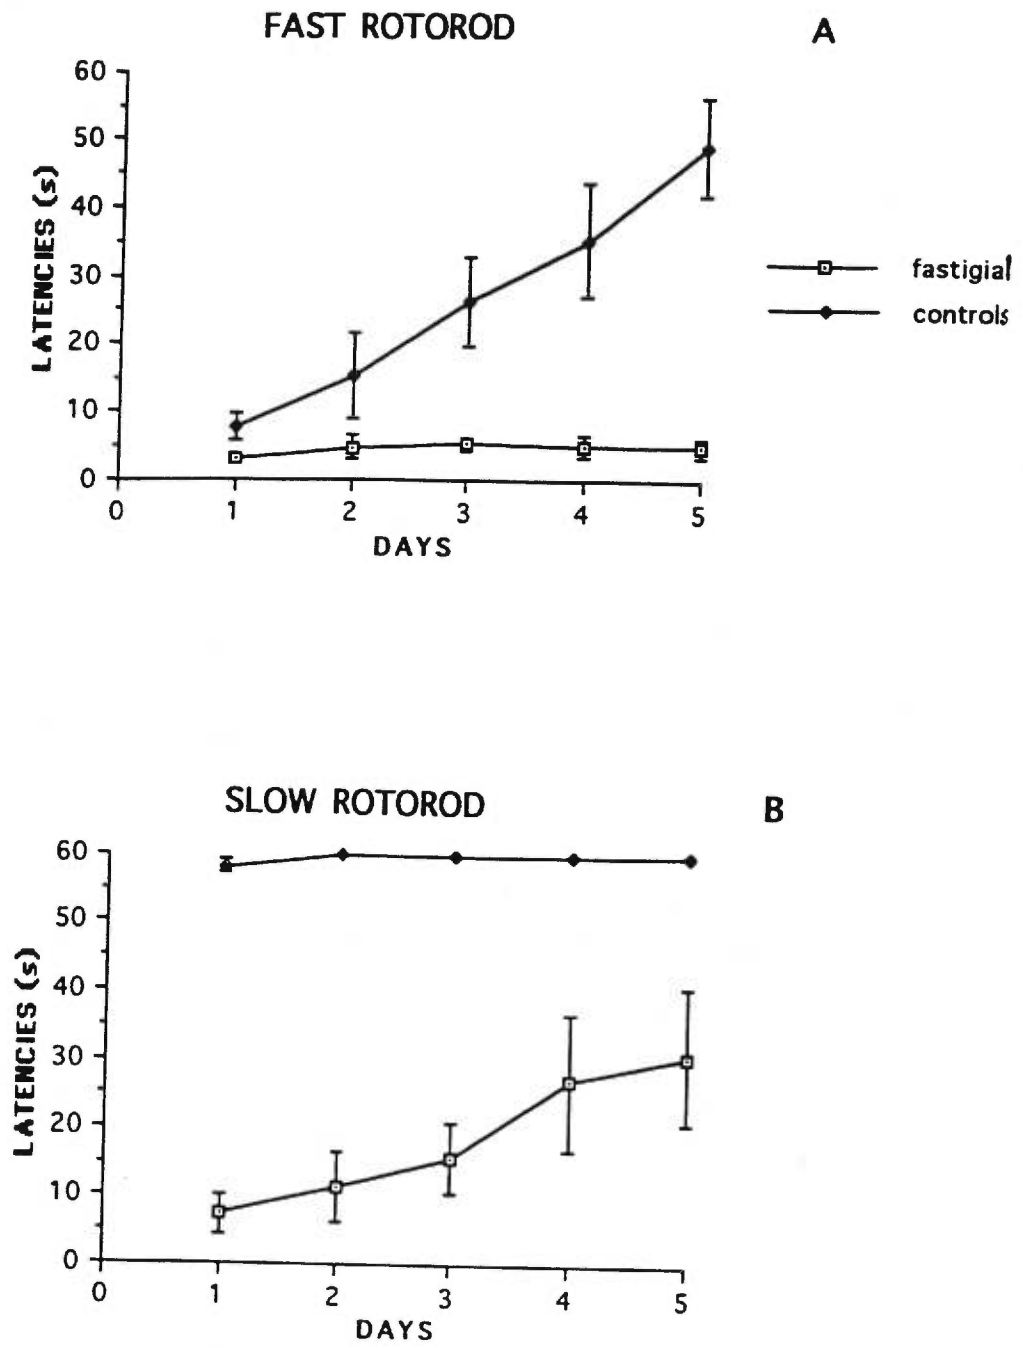 FAST ROTOROD
A
60
50
40
30
20
10
0
LATENCIES (s)
0 1 2 3 4 5
DAYS
fastigial
controls
SLOW ROTOROD
B
60
50
40
30
20
10
0
LATENCIES (s)
0 1 2 3 4 5
DAYS